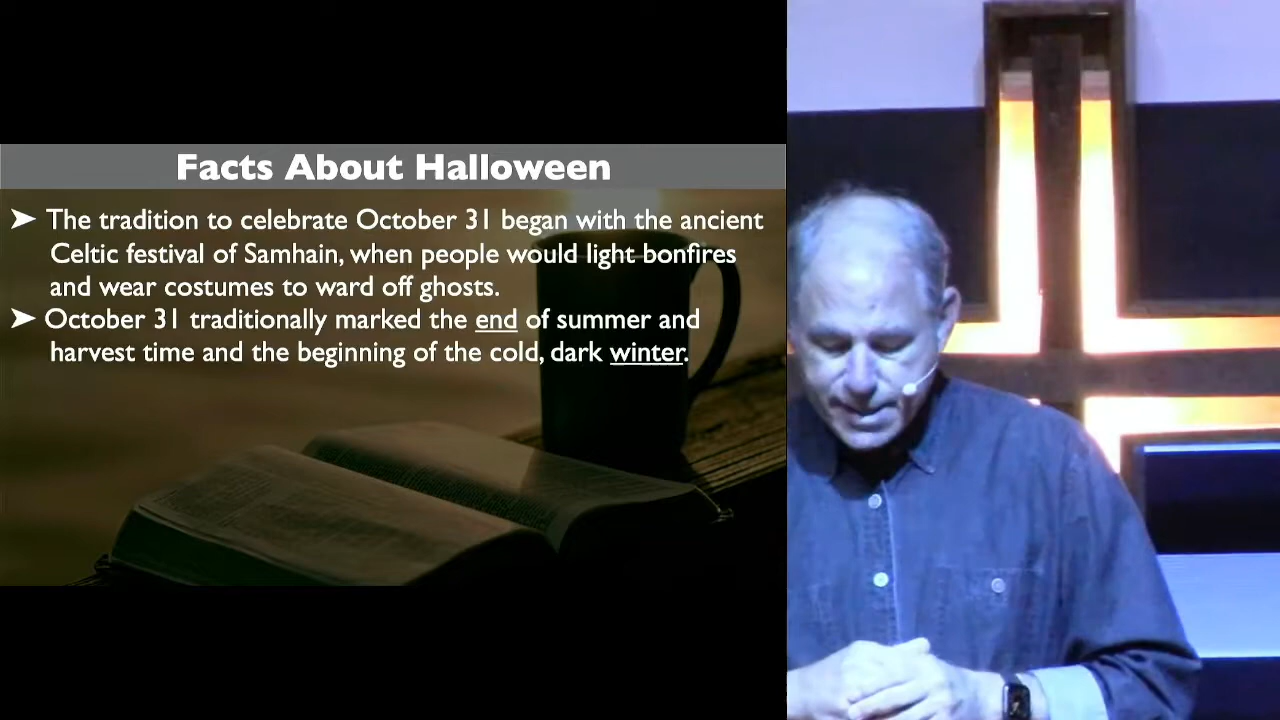 Facts About Halloween
➤ The tradition to celebrate October 31 began with the ancient
Celtic festival of Samhain, when people would light bonfires
and wear costumes to ward off ghosts.
➤ October 31 traditionally marked the end of summer and
harvest time and the beginning of the cold, dark winter.